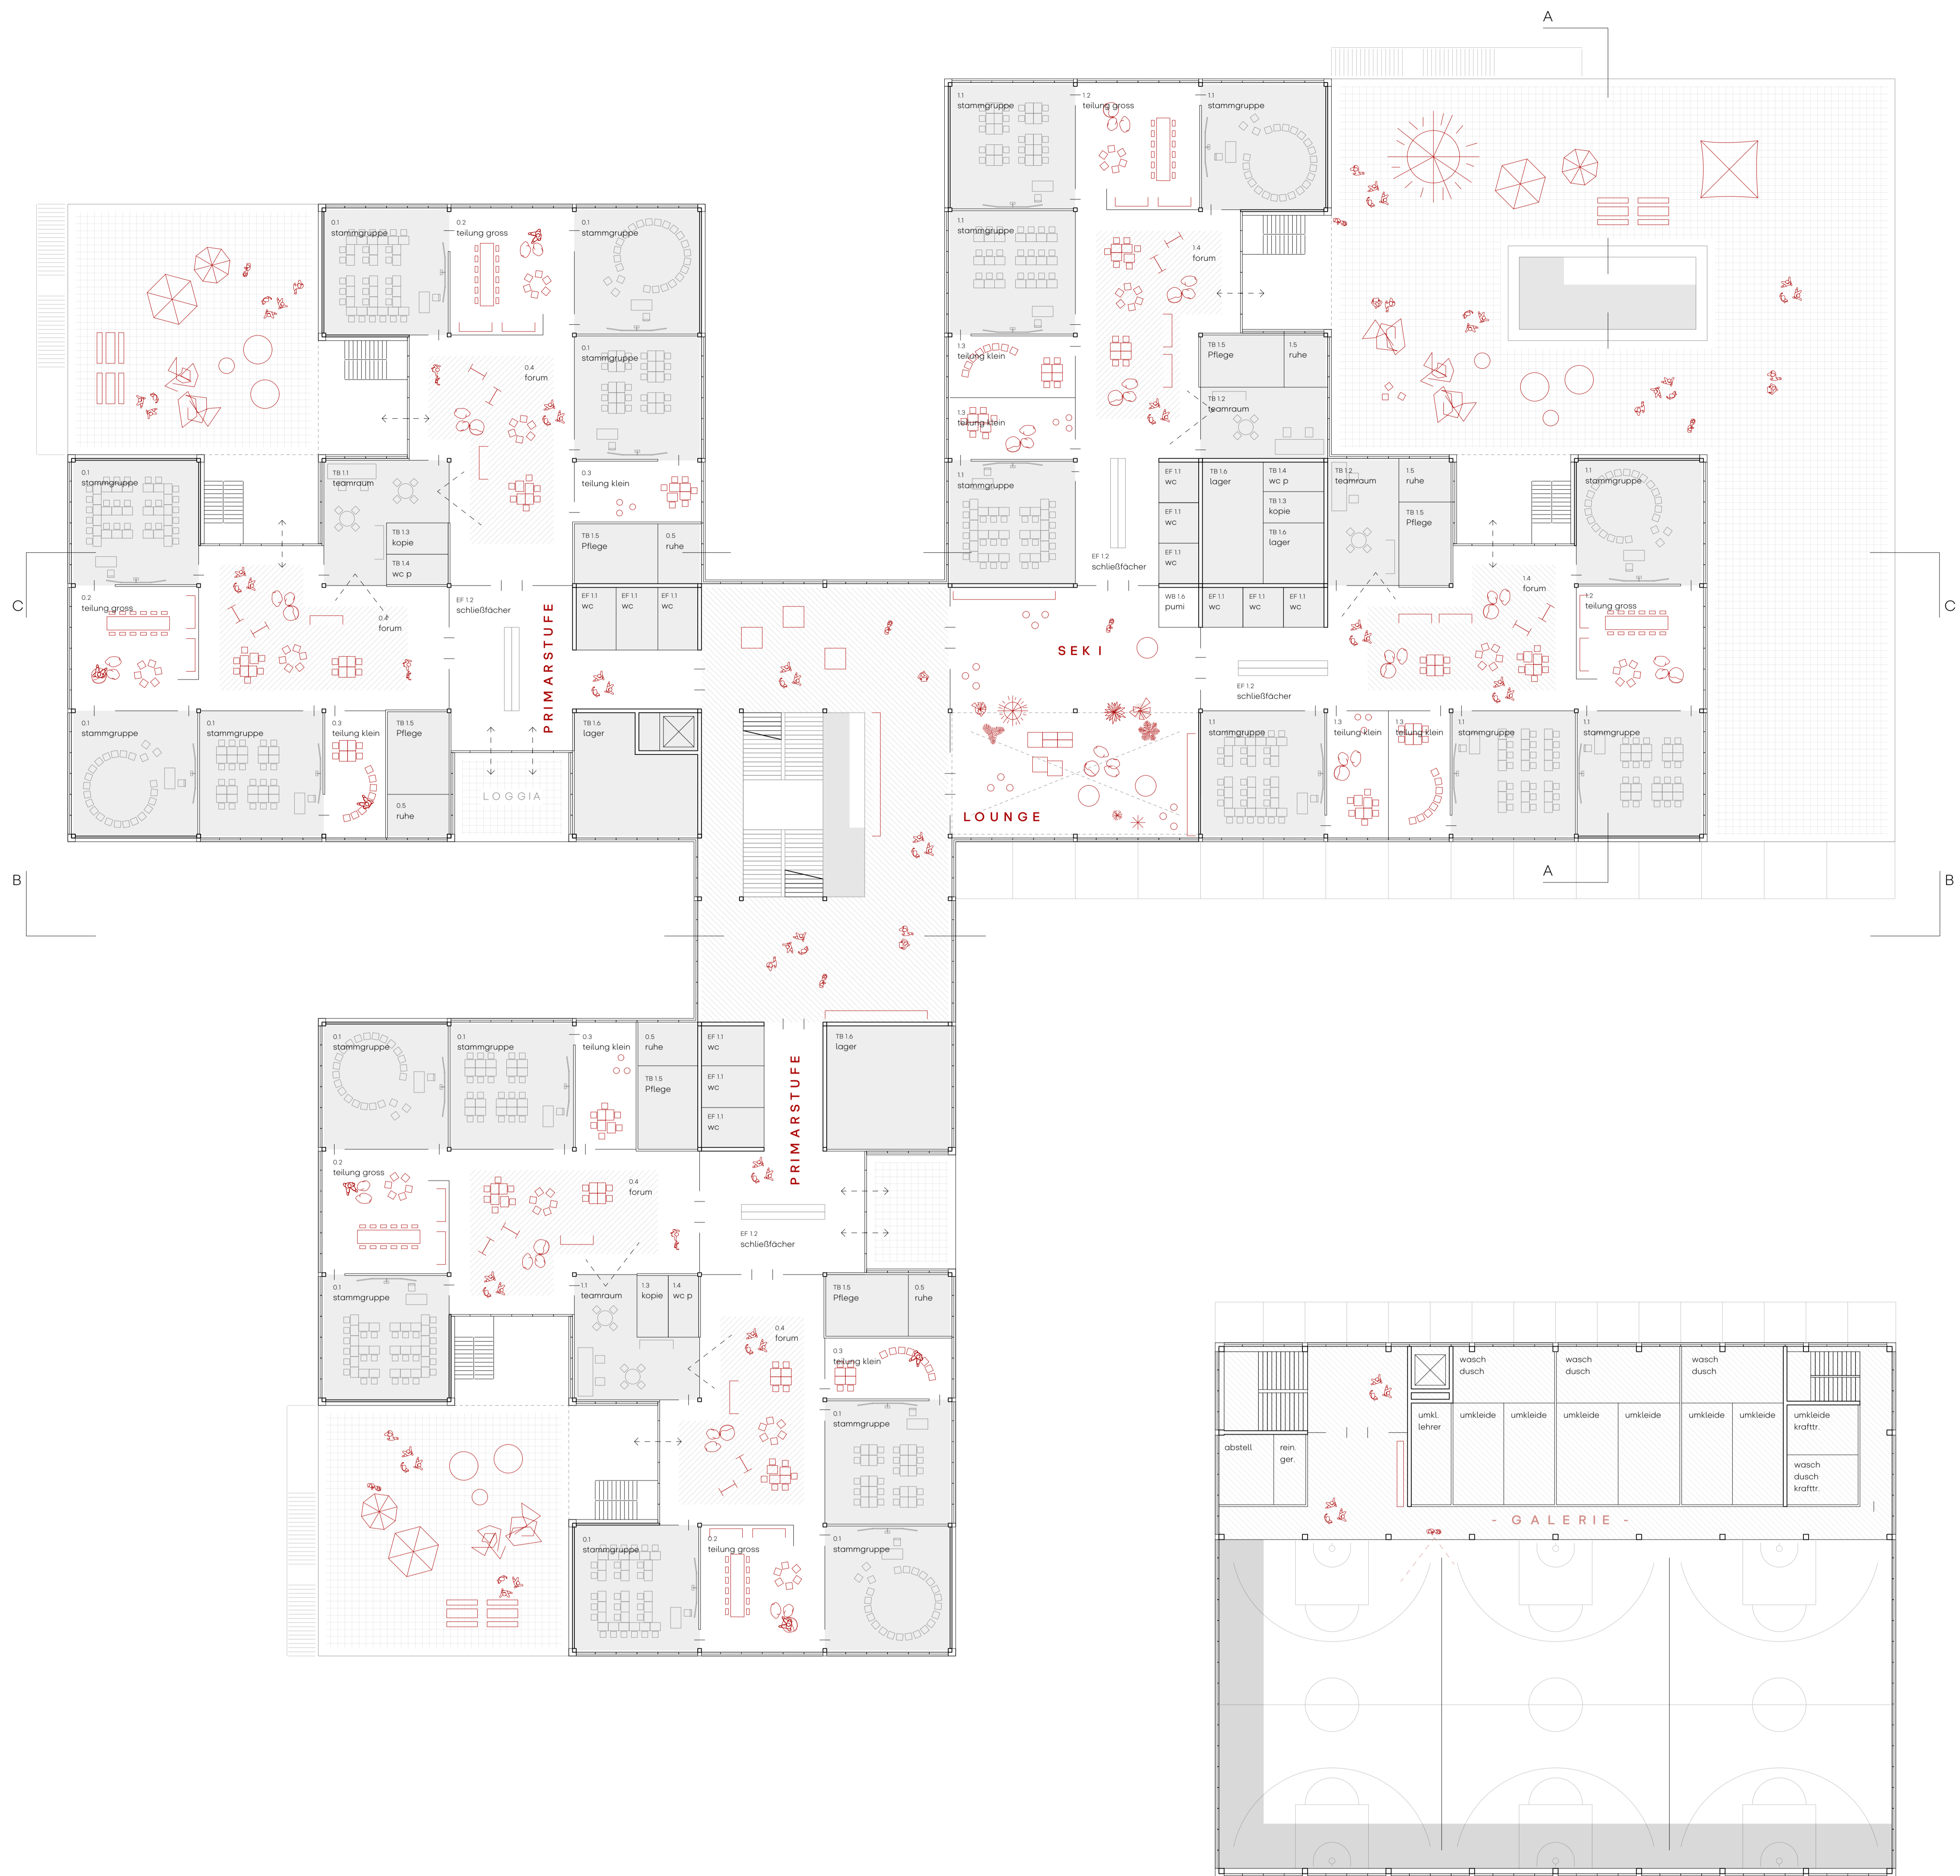 A
1.1
stammgruppe
1.2
teilung gross
1.1
stammgruppe
1.1
stammgruppe
1.4
forum
1.3
teilung klein
1.3
teilung klein
TB 1.5
Pflege
1.5
ruhe
TB 1.2
teamraum
1.1
stammgruppe
EF 1.2
schließfächer
EF 1.1
wc
EF 1.1
wc
EF 1.1
wc
TB 1.6
lager
TB 1.4
wc p
TB 1.3
kopie
TB 1.6
lager
TB 1.2
teamraum
1.5
ruhe
TB 1.5
Pflege
1.1
stammgruppe
0.1
stammgruppe
0.2
teilung gross
0.1
stammgruppe
0.1
stammgruppe
0.4
forum
0.1
stammgruppe
TB 1.1
teamraum
TB 1.3
kopie
TB 1.4
wc p
0.3
teilung klein
TB 1.5
Pflege
0.5
ruhe
C
C
0.2
teilung gross
0.4
forum
EF 1.2
schließfächer
PRIMARSTUFE
EF 1.1
wc
EF 1.1
wc
EF 1.1
wc
0.1
stammgruppe
0.1
stammgruppe
0.3
teilung klein
TB 1.5
Pflege
0.5
ruhe
LOGGIA
TB 1.6
lager
SEK I
LOUNGE
WB 1.6
pumi
EF 1.1
wc
EF 1.1
wc
EF 1.1
wc
EF 1.2
schließfächer
1.4
forum
1.2
teilung gross
1.1
stammgruppe
1.3
teilung klein
1.3
teilung klein
1.1
stammgruppe
1.1
stammgruppe
A
B
B
0.1
stammgruppe
0.1
stammgruppe
0.3
teilung klein
0.5
ruhe
TB 1.5
Pflege
EF 1.1
wc
EF 1.1
wc
EF 1.1
wc
PRIMARSTUFE
TB 1.6
lager
0.2
teilung gross
0.4
forum
EF 1.2
schließfächer
0.1
stammgruppe
1.1
teamraum
1.3
kopie
1.4
wc p
TB 1.5
Pflege
0.5
ruhe
0.4
forum
0.3
teilung klein
0.1
stammgruppe
0.1
stammgruppe
0.2
teilung gross
0.1
stammgruppe
wasch
dusch
wasch
dusch
wasch
dusch
umkl.
lehrer
umkleide
umkleide
umkleide
umkleide
umkleide
umkleide
umkleide
krafttr.
abstell
rein.
ger.
wasch
dusch
krafttr.
- GALERIE -